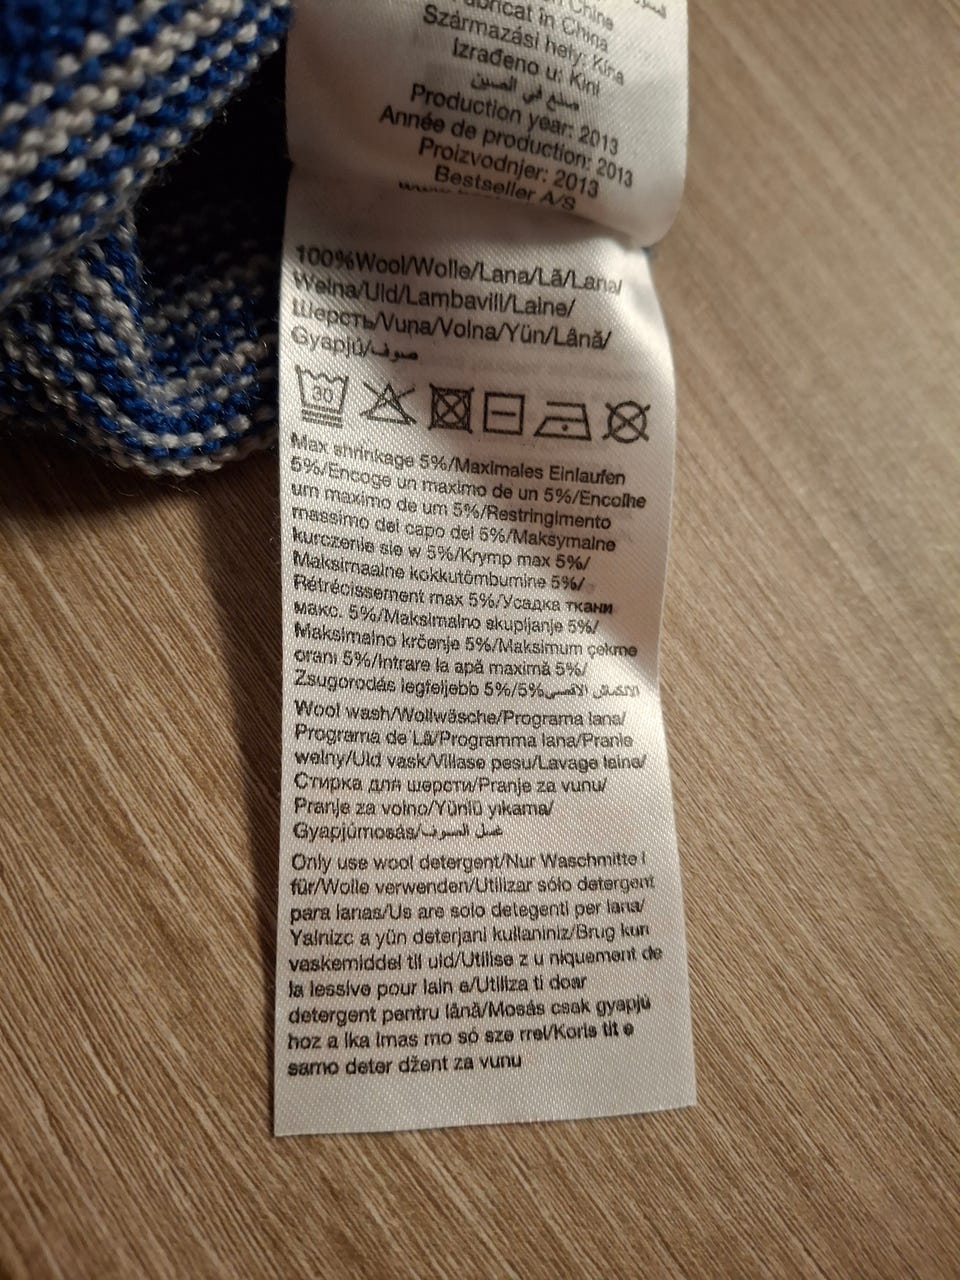 in China
Fabricat în China
Származási hely: Kína
Izrađeno u: Kini
صنع في الصين
Production year: 2013
Année de production: 2013
Proizvodnjer: 2013
Bestseller A/S
100%Wool/Wolle/Lana/Lã/Lana/
Welna/Uld/Lambavill/Laine/
Шерсть/Vuna/Volna/Yün/Lână/
Gyapjú/صوف
30
Max shrinkage 5%/Maximales Einlaufen
5%/Encoge un maximo de un 5%/Encolhe
um maximo de um 5%/Restringimento
massimo del capo del 5%/Maksymalne
kurczenie sie w 5%/Krymp max 5%/
Maksimaalne kokkutõmbumine 5%/
Rétrécissement max 5%/Усадка ткани
макс. 5%/Maksimalno skupljanje 5%/
Maksimalno krčenje 5%/Maksimum çekme
orani 5%/Intrare la apă maximă 5%/
Zsugorodás legfeljebb 5%/5%الانكماش الاقصى
Wool wash/Wollwäsche/Programa lana/
Programa de Lã/Programma lana/Pranie
welny/Uld vask/Villase pesu/Lavage laine/
Стирка для шерсти/Pranje za vunu/
Pranje za volno/Yünlü yıkama/
Gyapjúmosás/غسل الصوف
Only use wool detergent/Nur Waschmitte l
für/Wolle verwenden/Utilizar sólo detergent
para lanas/Us are solo detegenti per lana/
Yalnizc a yün deterjani kullaniniz/Brug kun
vaskemiddel til uld/Utilise z u niquement de
la lessive pour lain e/Utiliza ti doar
detergent pentru lână/Mosás csak gyapjú
hoz a lka lmas mo só sze rrel/Koris tit e
samo deter džent za vunu